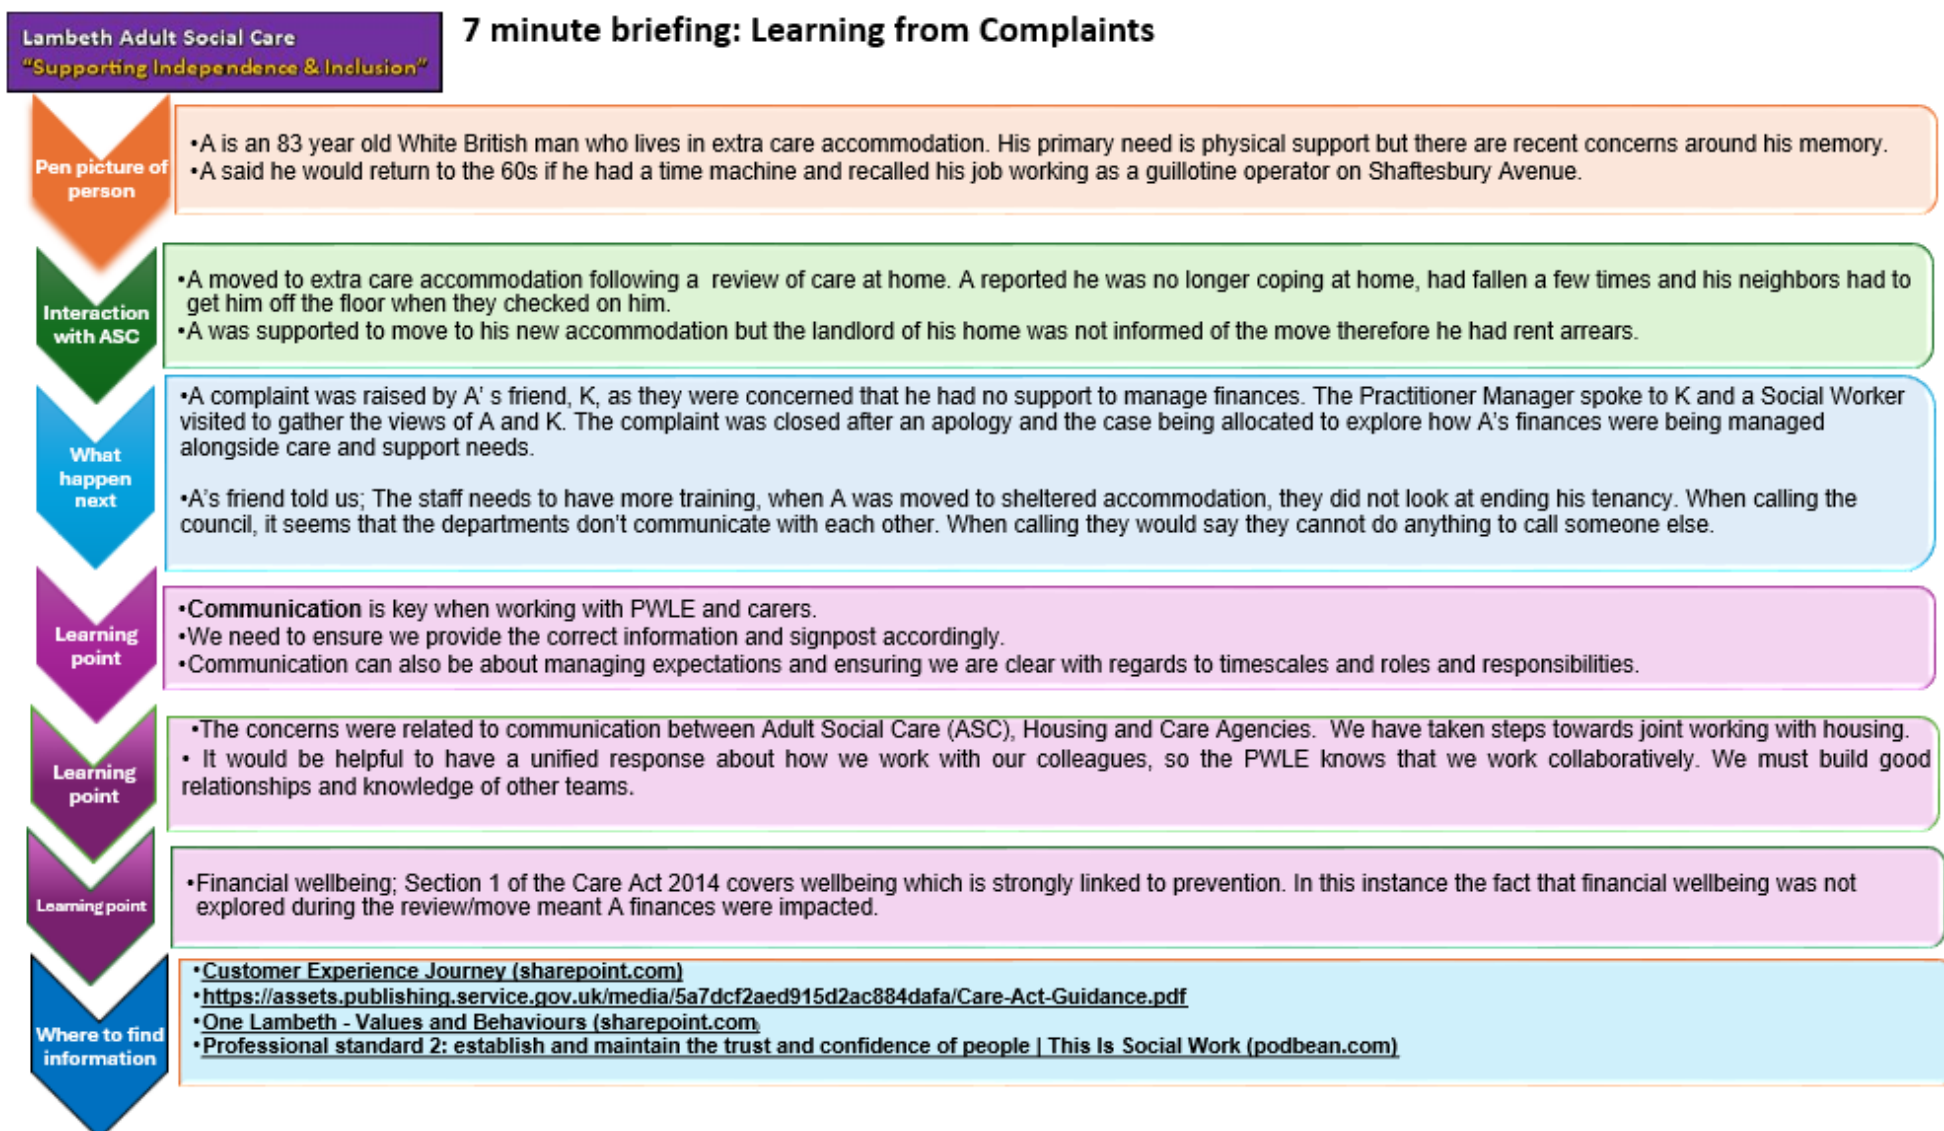 Lambeth Adult Social Care
"Supporting Independence & Inclusion"
7 minute briefing: Learning from Complaints
Pen picture of
person
•A is an 83 year old White British man who lives in extra care accommodation. His primary need is physical support but there are recent concerns around his memory.
•A said he would return to the 60s if he had a time machine and recalled his job working as a guillotine operator on Shaftesbury Avenue.
Interaction
with ASC
•A moved to extra care accommodation following a review of care at home. A reported he was no longer coping at home, had fallen a few times and his neighbors had to
get him off the floor when they checked on him.
•A was supported to move to his new accommodation but the landlord of his home was not informed of the move therefore he had rent arrears.
What
happen
next
•A complaint was raised by A' s friend, K, as they were concerned that he had no support to manage finances. The Practitioner Manager spoke to K and a Social Worker
visited to gather the views of A and K. The complaint was closed after an apology and the case being allocated to explore how A's finances were being managed
alongside care and support needs.
•A's friend told us; The staff needs to have more training, when A was moved to sheltered accommodation, they did not look at ending his tenancy. When calling the
council, it seems that the departments don't communicate with each other. When calling they would say they cannot do anything to call someone else.
Learning
point
•Communication is key when working with PWLE and carers.
•We need to ensure we provide the correct information and signpost accordingly.
•Communication can also be about managing expectations and ensuring we are clear with regards to timescales and roles and responsibilities.
Learning
point
•The concerns were related to communication between Adult Social Care (ASC), Housing and Care Agencies. We have taken steps towards joint working with housing.
• It would be helpful to have a unified response about how we work with our colleagues, so the PWLE knows that we work collaboratively. We must build good
relationships and knowledge of other teams.
Learning point
•Financial wellbeing; Section 1 of the Care Act 2014 covers wellbeing which is strongly linked to prevention. In this instance the fact that financial wellbeing was not
explored during the review/move meant A finances were impacted.
Where to find
information
•Customer Experience Journey (sharepoint.com)
•https://assets.publishing.service.gov.uk/media/5a7dcf2aed915d2ac884dafa/Care-Act-Guidance.pdf
•One Lambeth - Values and Behaviours (sharepoint.com)
•Professional standard 2: establish and maintain the trust and confidence of people | This Is Social Work (podbean.com)